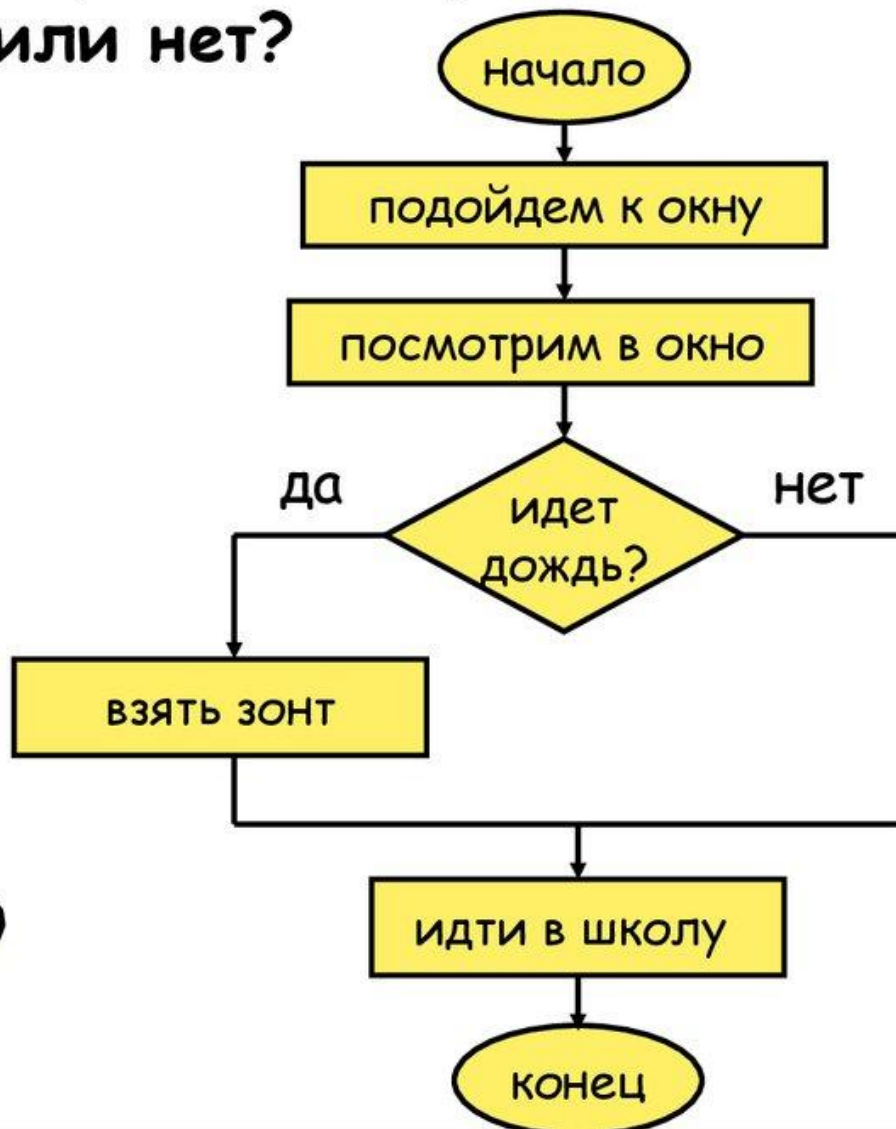 или нет?
начало
подойдем к окну
посмотрим в окно
да
нет
идет
дождь?
взять зонт
идти в школу
конец